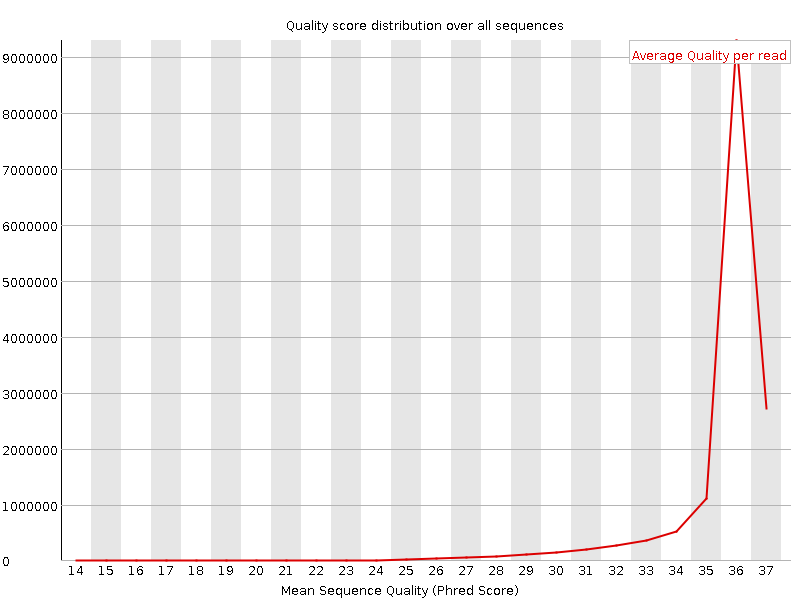 Quality score distribution over all sequences
Average Quality per read
9000000
8000000
7000000
6000000
5000000
4000000
3000000
2000000
1000000
0
14 15 16 17 18 19 20 21 22 23 24 25 26 27 28 29 30 31 32 33 34 35 36 37
Mean Sequence Quality (Phred Score)